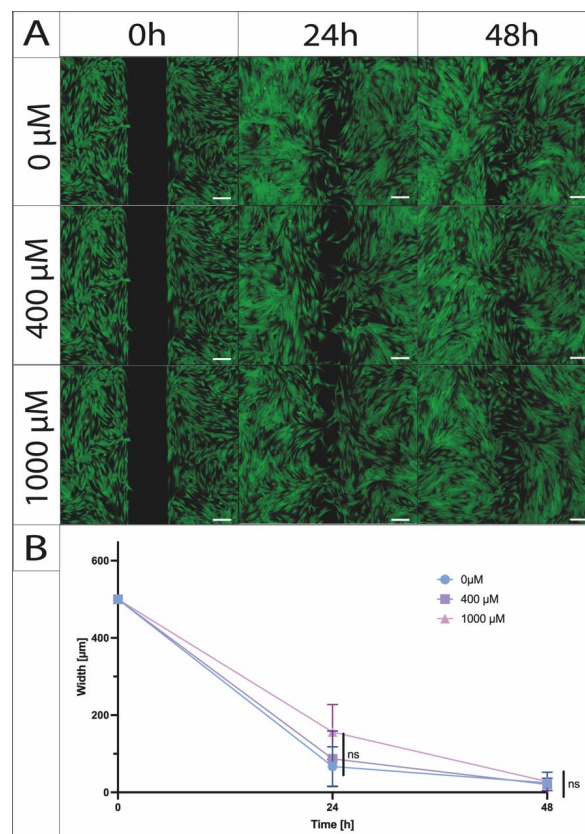 A
0h
24h
48h
0 µM
400 µM
1000 µM
B
600
400
200
0
Width [µm]
0µM
400 µM
1000 µM
ns
ns
0
24
48
Time [h]